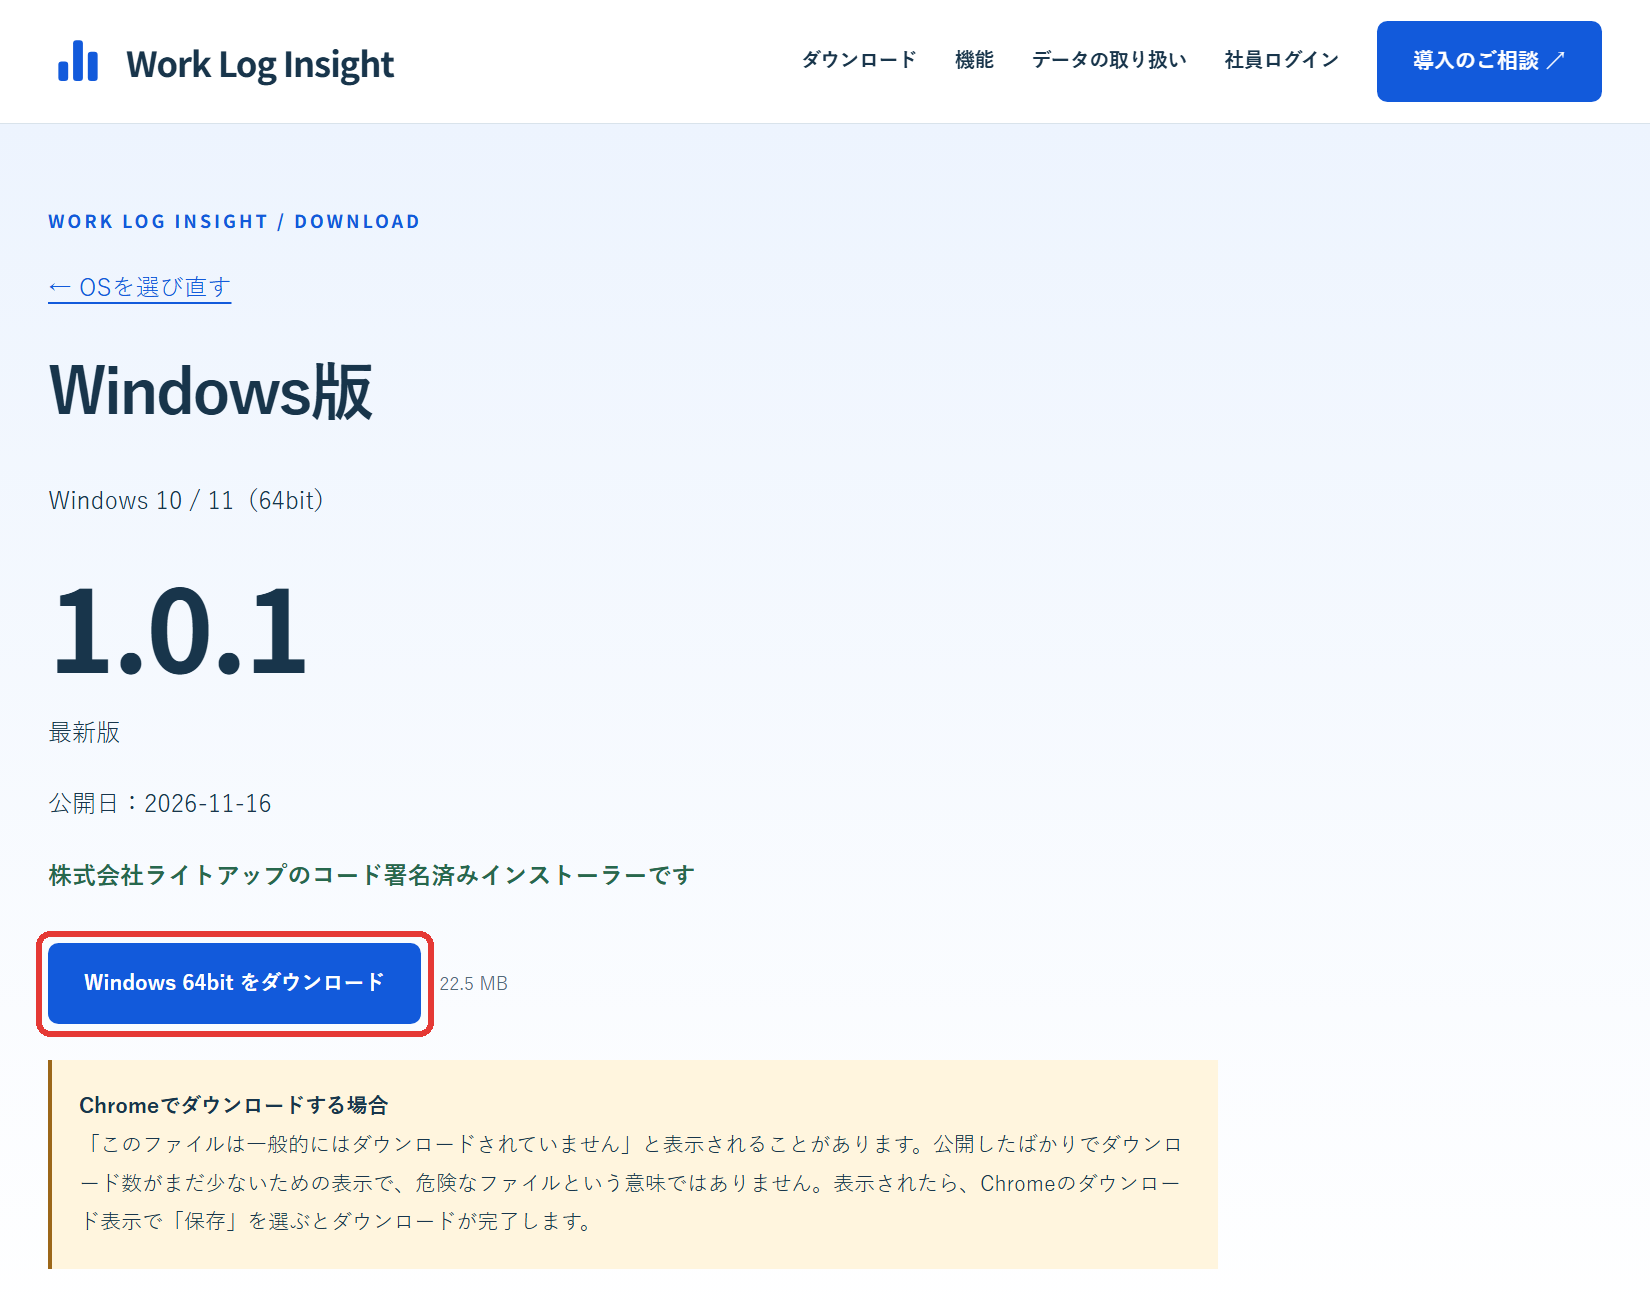 Work Log Insight
ダウンロード
機能
データの取り扱い
社員ログイン
導入のご相談 ↗
WORK LOG INSIGHT / DOWNLOAD
← OSを選び直す
Windows版
Windows 10 / 11（64bit）
1.0.1
最新版
公開日：2026-11-16
株式会社ライトアップのコード署名済みインストーラーです
Windows 64bit をダウンロード
22.5 MB
Chromeでダウンロードする場合
「このファイルは一般的にはダウンロードされていません」と表示されることがあります。公開したばかりでダウンロ
ード数がまだ少ないための表示で、危険なファイルという意味ではありません。表示されたら、Chromeのダウンロー
ド表示で「保存」を選ぶとダウンロードが完了します。